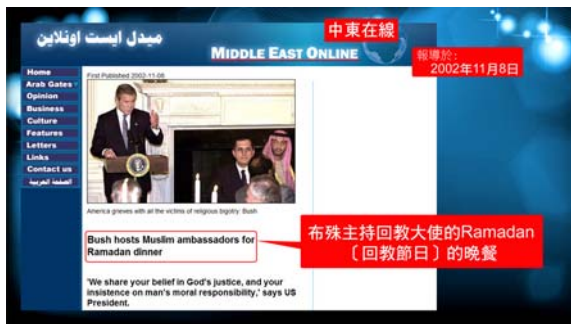 ميدل ايست اونلاين
MIDDLE EAST ONLINE
中東在線
報導於:
2002年11月8日
Home
Arab Gates
Opinion
Business
Culture
Features
Letters
Links
Contact us
الصفحة العربية
First Published 2002-11-08
America grieves with all the victims of religious bigotry: Bush
Bush hosts Muslim ambassadors for
Ramadan dinner
布殊主持回教大使的Ramadan
〔回教節日〕的晚餐
'We share your belief in God's justice, and your
insistence on man's moral responsibility,' says US
President.